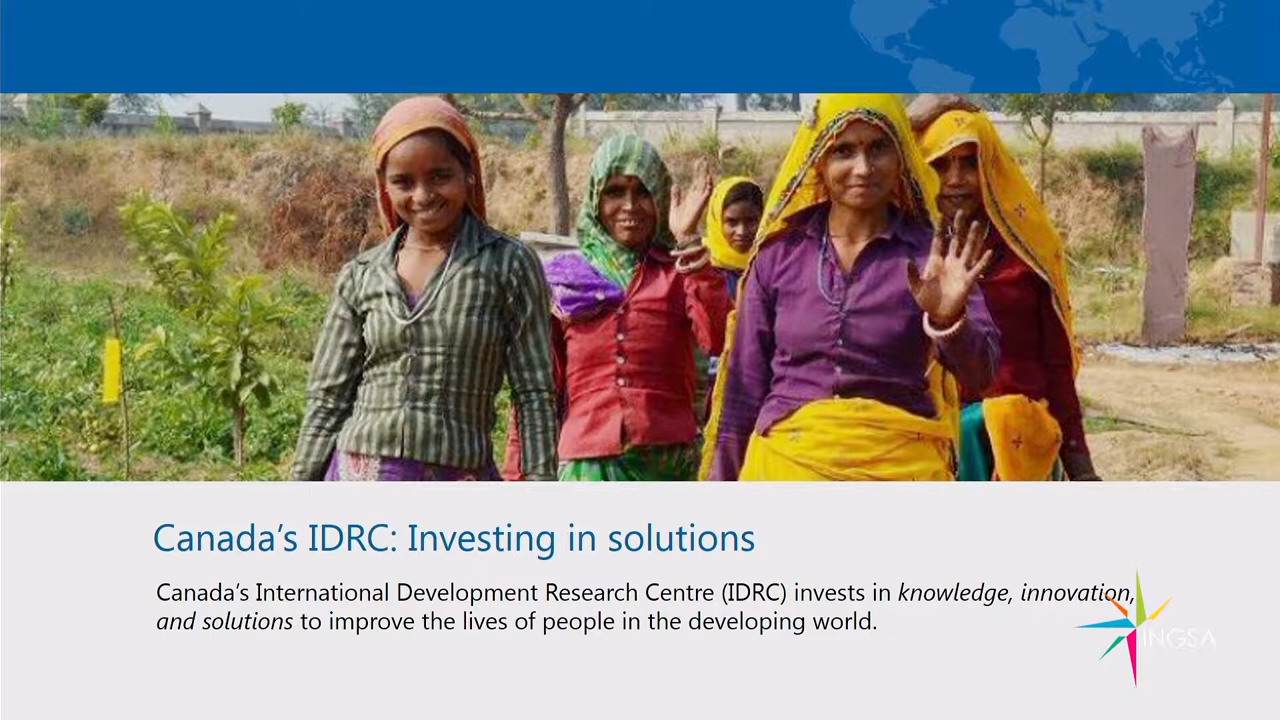 Canada's IDRC: Investing in solutions
Canada's International Development Research Centre (IDRC) invests in knowledge, innovation,
and solutions to improve the lives of people in the developing world.
INGSA